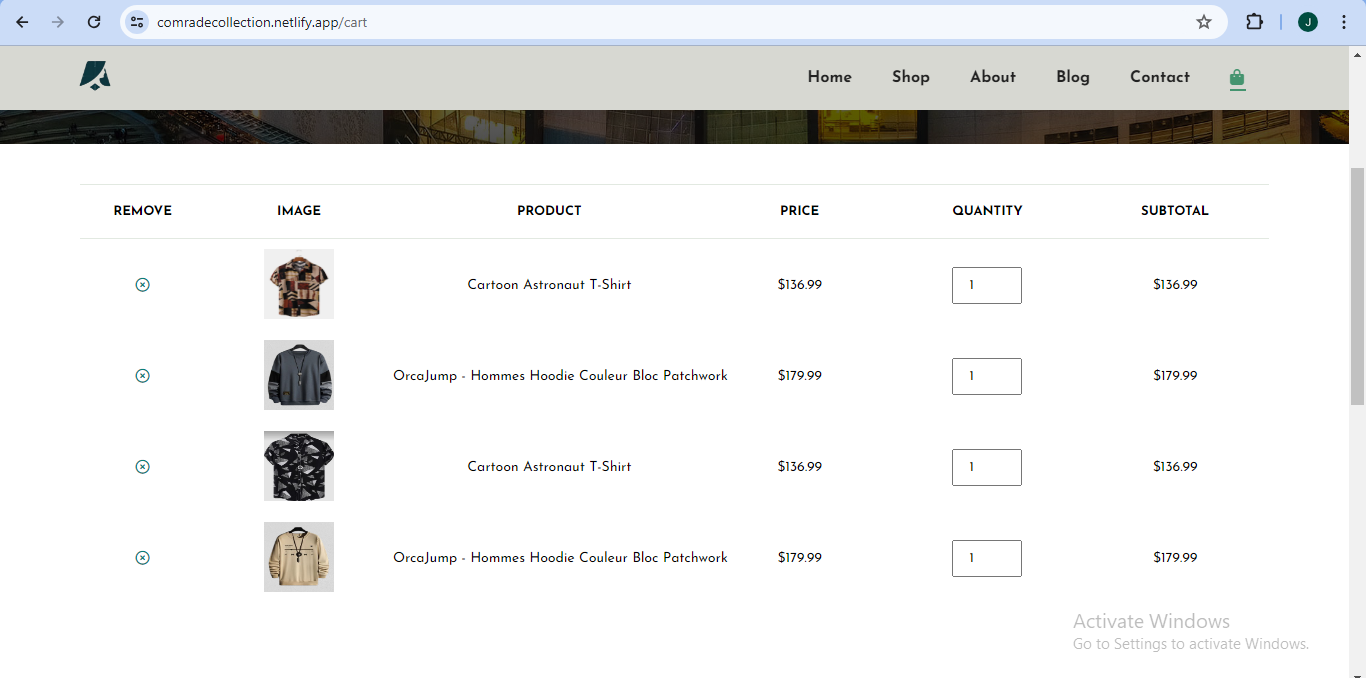 comradecollection.netlify.app/cart
J
Home Shop About Blog Contact
REMOVE IMAGE PRODUCT PRICE QUANTITY SUBTOTAL
Cartoon Astronaut T-Shirt $136.99 1 $136.99
OrcaJump - Hommes Hoodie Couleur Bloc Patchwork $179.99 1 $179.99
Cartoon Astronaut T-Shirt $136.99 1 $136.99
OrcaJump - Hommes Hoodie Couleur Bloc Patchwork $179.99 1 $179.99
Activate Windows
Go to Settings to activate Windows.